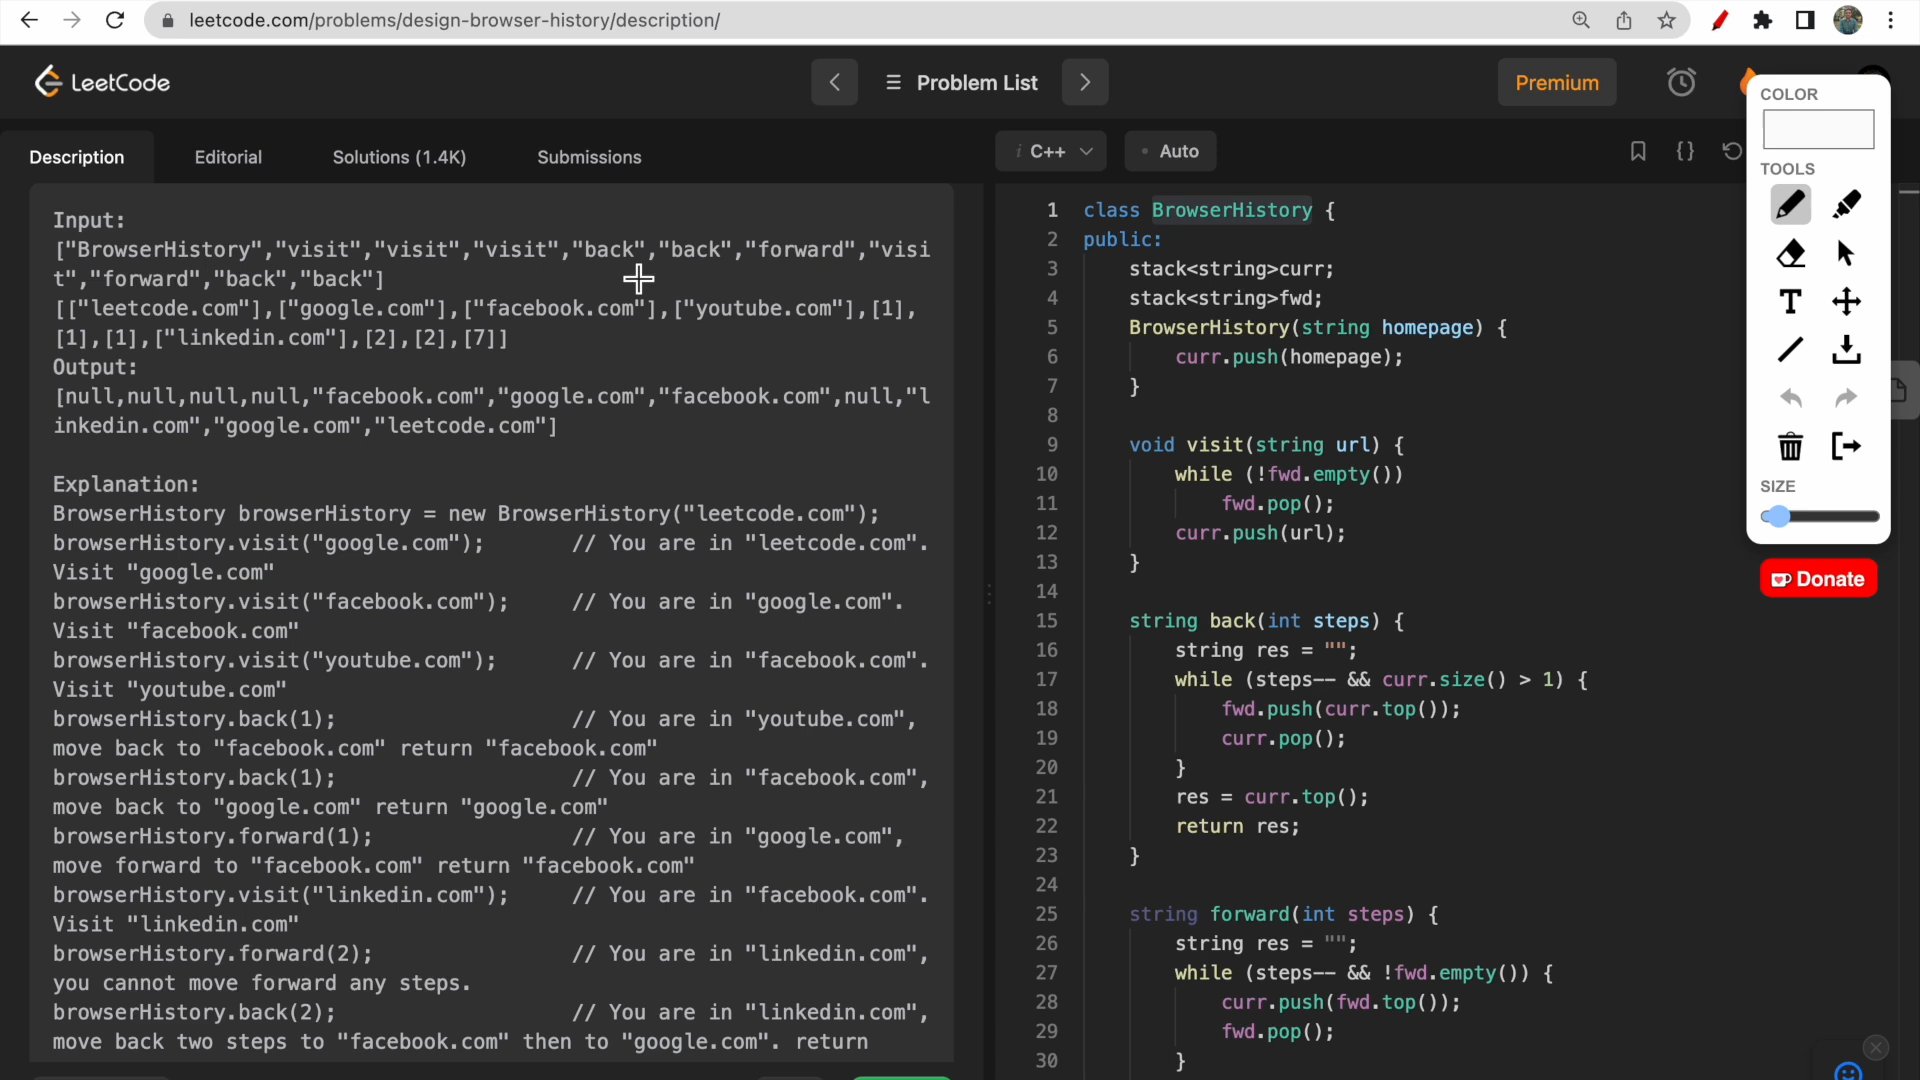 leetcode.com/problems/design-browser-history/description/
LeetCode
Problem List
Premium
Description
Editorial
Solutions (1.4K)
Submissions
i C++
• Auto
{}
Input:
["BrowserHistory","visit","visit","visit","back","back","forward","visi
t","forward","back","back"]
[["leetcode.com"],["google.com"],["facebook.com"],["youtube.com"],[1],
[1],[1],["linkedin.com"],[2],[2],[7]]
Output:
[null,null,null,null,"facebook.com","google.com","facebook.com",null,"l
inkedin.com","google.com","leetcode.com"]
Explanation:
BrowserHistory browserHistory = new BrowserHistory("leetcode.com");
browserHistory.visit("google.com");       // You are in "leetcode.com".
Visit "google.com"
browserHistory.visit("facebook.com");     // You are in "google.com".
Visit "facebook.com"
browserHistory.visit("youtube.com");      // You are in "facebook.com".
Visit "youtube.com"
browserHistory.back(1);                   // You are in "youtube.com",
move back to "facebook.com" return "facebook.com"
browserHistory.back(1);                   // You are in "facebook.com",
move back to "google.com" return "google.com"
browserHistory.forward(1);                // You are in "google.com",
move forward to "facebook.com" return "facebook.com"
browserHistory.visit("linkedin.com");     // You are in "facebook.com".
Visit "linkedin.com"
browserHistory.forward(2);                // You are in "linkedin.com",
you cannot move forward any steps.
browserHistory.back(2);                   // You are in "linkedin.com",
move back two steps to "facebook.com" then to "google.com". return
1 class BrowserHistory {
2 public:
3     stack<string>curr;
4     stack<string>fwd;
5     BrowserHistory(string homepage) {
6         curr.push(homepage);
7     }
8
9     void visit(string url) {
10         while (!fwd.empty())
11             fwd.pop();
12         curr.push(url);
13     }
14
15     string back(int steps) {
16         string res = "";
17         while (steps-- && curr.size() > 1) {
18             fwd.push(curr.top());
19             curr.pop();
20         }
21         res = curr.top();
22         return res;
23     }
24
25     string forward(int steps) {
26         string res = "";
27         while (steps-- && !fwd.empty()) {
28             curr.push(fwd.top());
29             fwd.pop();
30         }
COLOR
TOOLS
T
SIZE
Donate